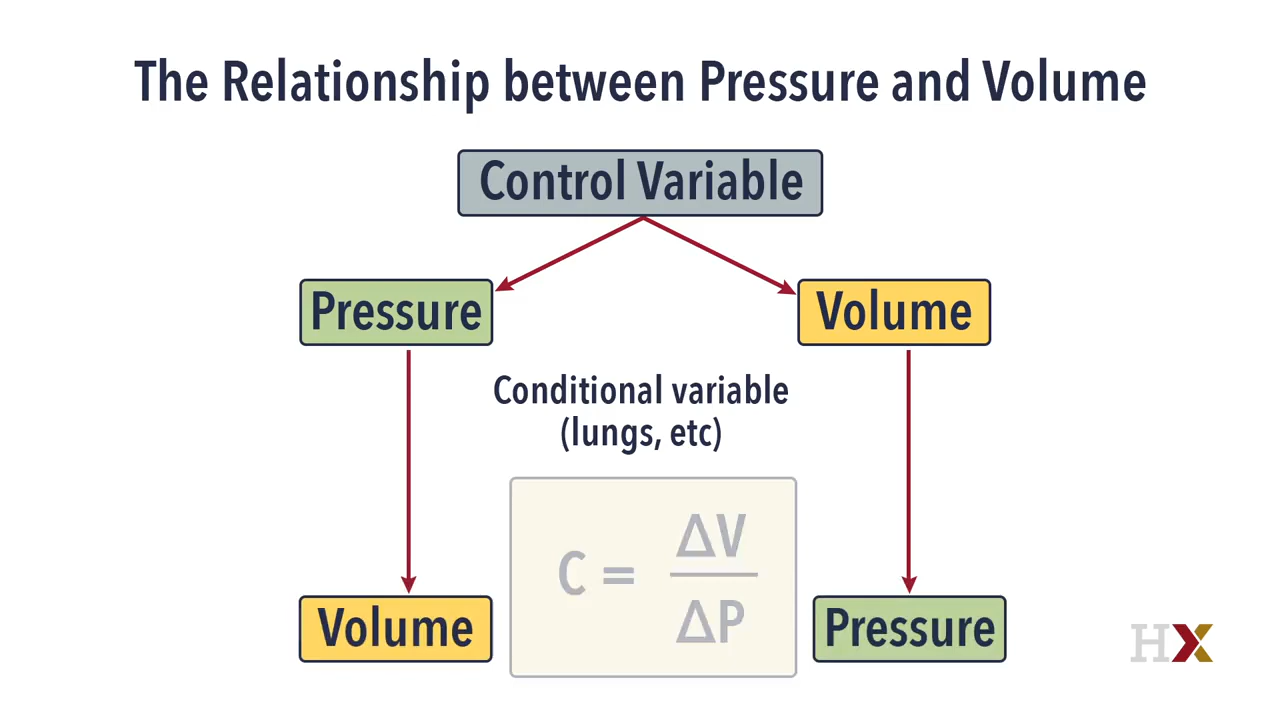 The Relationship between Pressure and Volume
Control Variable
Pressure
Volume
Conditional variable
(lungs, etc)
C = ΔV / ΔP
Volume
Pressure
HX